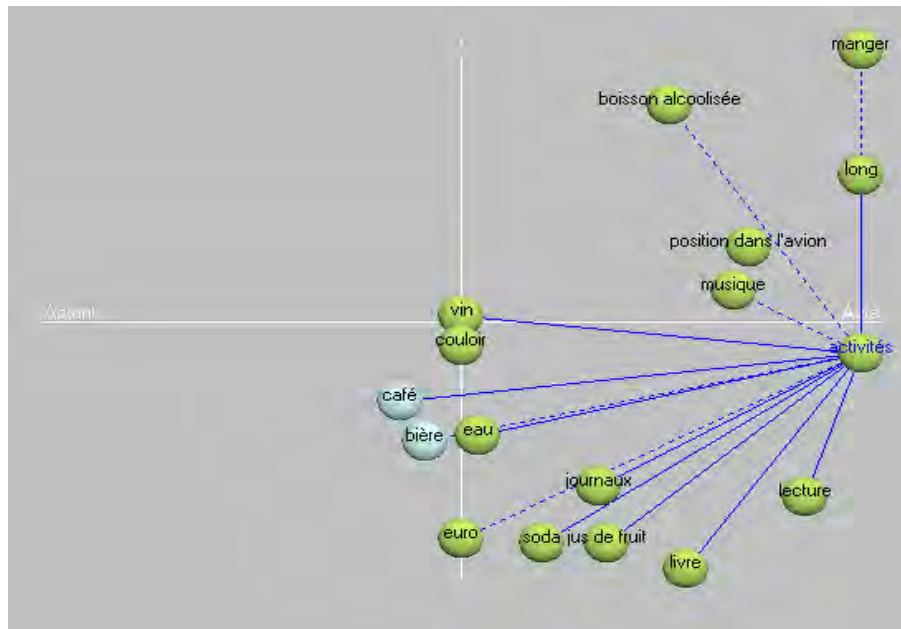 manger
boisson alcoolisée
long
position dans l'avion
musique
vin
couloir
activités
café
bière
eau
journaux
lecture
euro
soda
jus de fruit
livre